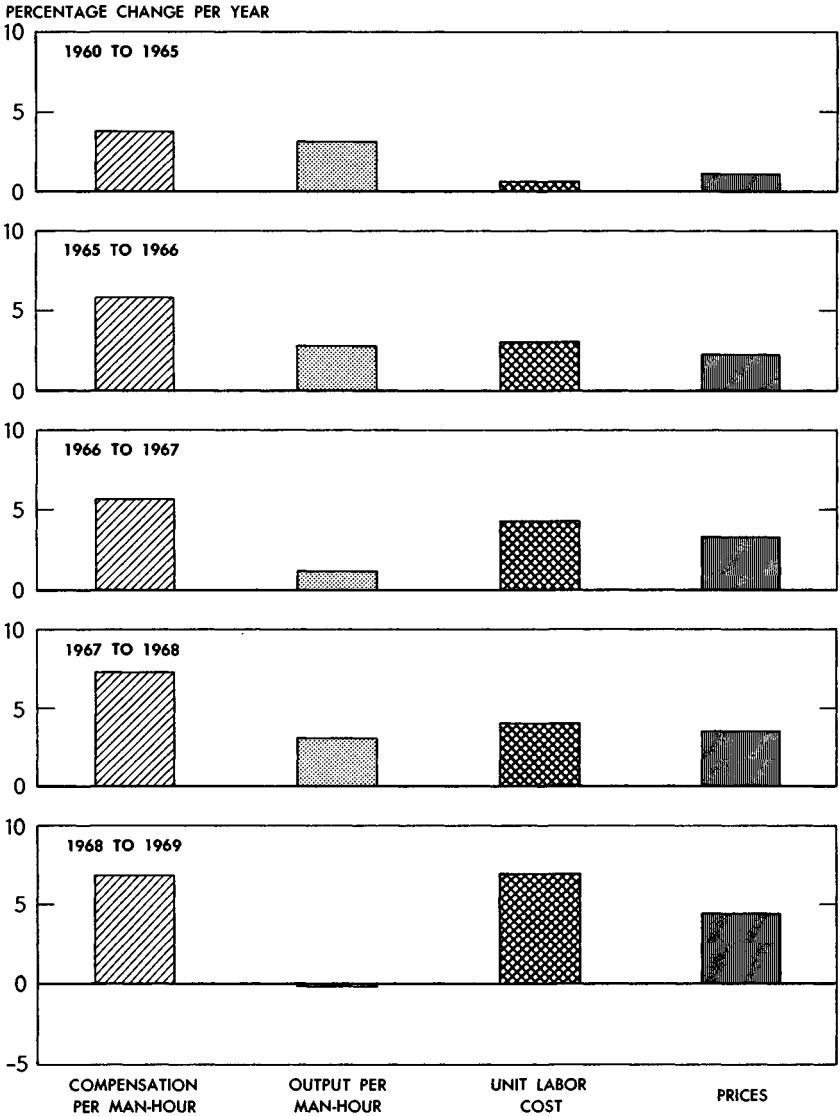 PERCENTAGE CHANGE PER YEAR
10
1960 TO 1965
5
0
10
1965 TO 1966
5
0
10
1966 TO 1967
5
0
10
1967 TO 1968
5
0
10
1968 TO 1969
5
0
-5
COMPENSATION
PER MAN-HOUR
OUTPUT PER
MAN-HOUR
UNIT LABOR
COST
PRICES